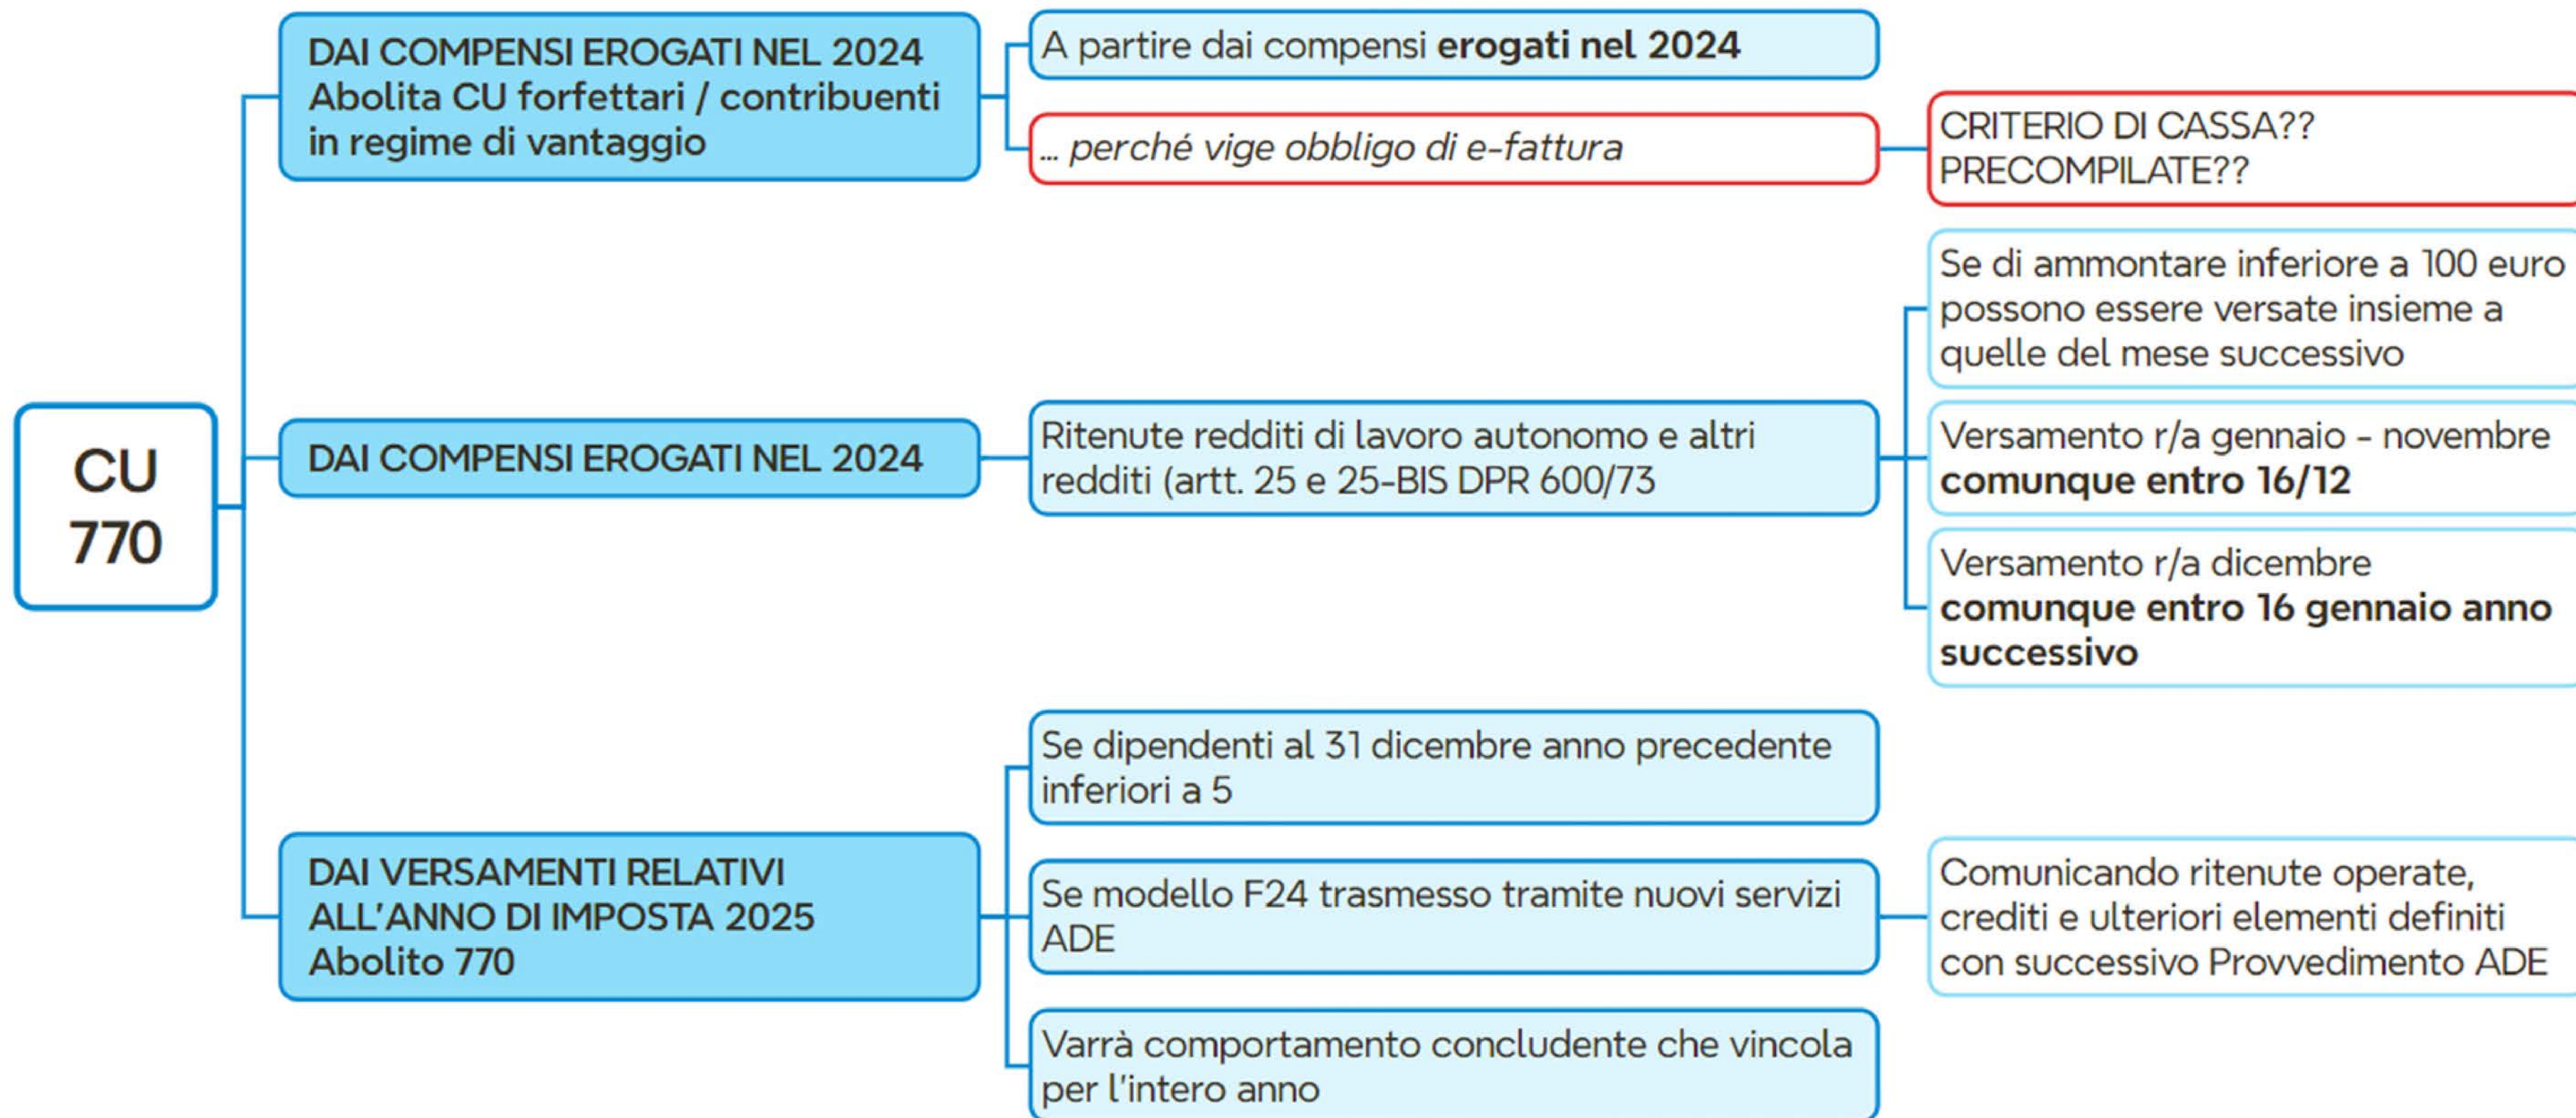 CU
770
DAI COMPENSI EROGATI NEL 2024
Abolita CU forfettari / contribuenti
in regime di vantaggio
A partire dai compensi erogati nel 2024
... perché vige obbligo di e-fattura
CRITERIO DI CASSA??
PRECOMPILATE??
DAI COMPENSI EROGATI NEL 2024
Ritenute redditi di lavoro autonomo e altri
redditi (artt. 25 e 25-BIS DPR 600/73
Se di ammontare inferiore a 100 euro
possono essere versate insieme a
quelle del mese successivo
Versamento r/a gennaio - novembre
comunque entro 16/12
Versamento r/a dicembre
comunque entro 16 gennaio anno
successivo
DAI VERSAMENTI RELATIVI
ALL'ANNO DI IMPOSTA 2025
Abolito 770
Se dipendenti al 31 dicembre anno precedente
inferiori a 5
Se modello F24 trasmesso tramite nuovi servizi
ADE
Comunicando ritenute operate,
crediti e ulteriori elementi definiti
con successivo Provvedimento ADE
Varrà comportamento concludente che vincola
per l'intero anno